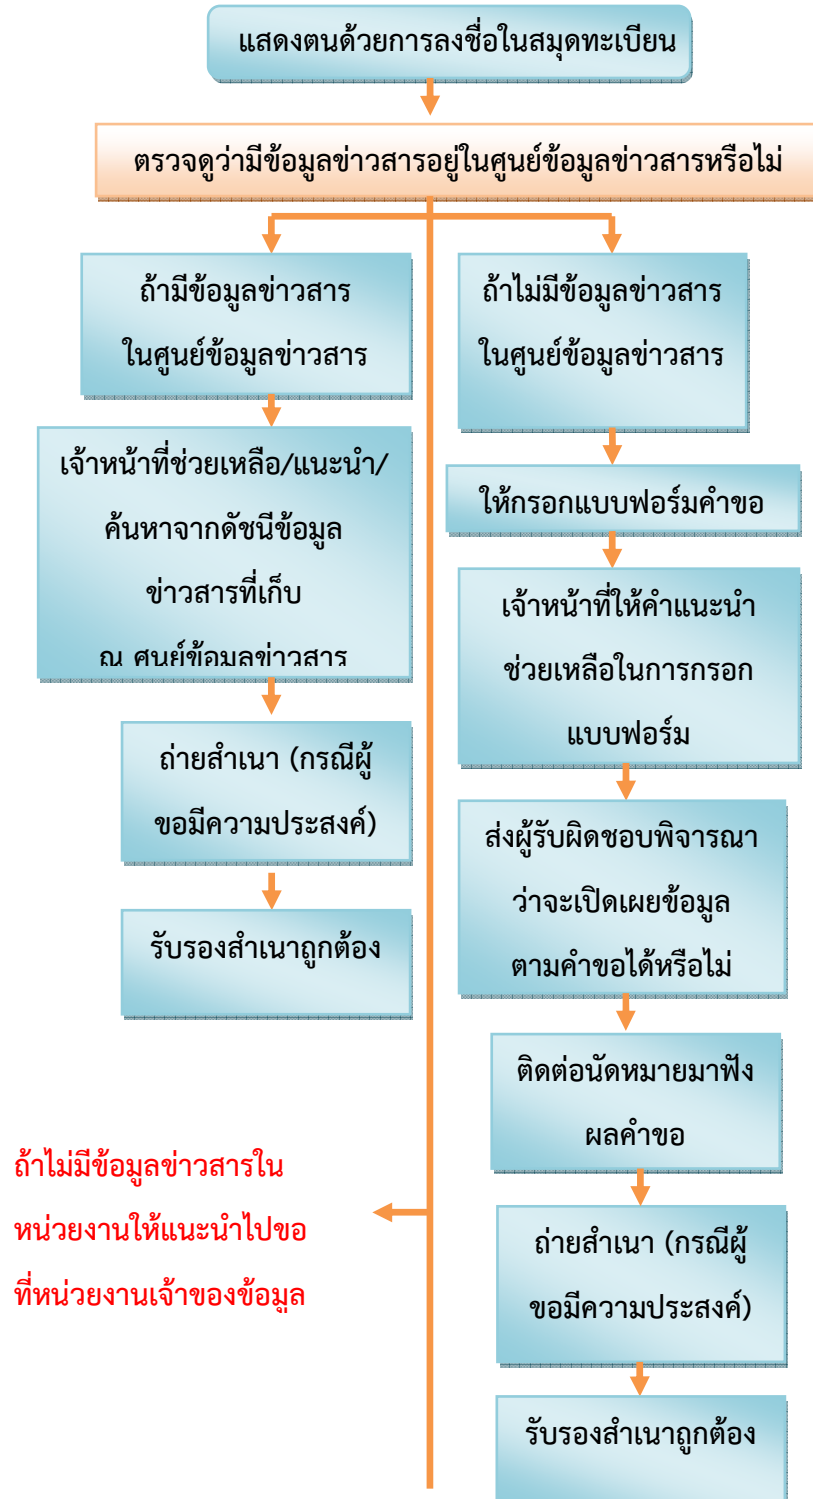 แสดงตนด้วยการลงชื่อในสมุดทะเบียน
ตรวจดูว่ามีข้อมูลข่าวสารอยู่ในศูนย์ข้อมูลข่าวสารหรือไม่
ถ้ามีข้อมูลข่าวสาร
ในศูนย์ข้อมูลข่าวสาร
เจ้าหน้าที่ช่วยเหลือ/แนะนำ/
ค้นหาจากดัชนีข้อมูล
ข่าวสารที่เก็บ
ณ ศูนย์ข้อมูลข่าวสาร
ถ่ายสำเนา (กรณีผู้
ขอมีความประสงค์)
รับรองสำเนาถูกต้อง
ถ้าไม่มีข้อมูลข่าวสาร
ในศูนย์ข้อมูลข่าวสาร
ให้กรอกแบบฟอร์มคำขอ
เจ้าหน้าที่ให้คำแนะนำ
ช่วยเหลือในการกรอก
แบบฟอร์ม
ส่งผู้รับผิดชอบพิจารณา
ว่าจะเปิดเผยข้อมูล
ตามคำขอได้หรือไม่
ติดต่อนัดหมายมาฟัง
ผลคำขอ
ถ่ายสำเนา (กรณีผู้
ขอมีความประสงค์)
รับรองสำเนาถูกต้อง
ถ้าไม่มีข้อมูลข่าวสารใน
หน่วยงานให้แนะนำไปขอ
ที่หน่วยงานเจ้าของข้อมูล